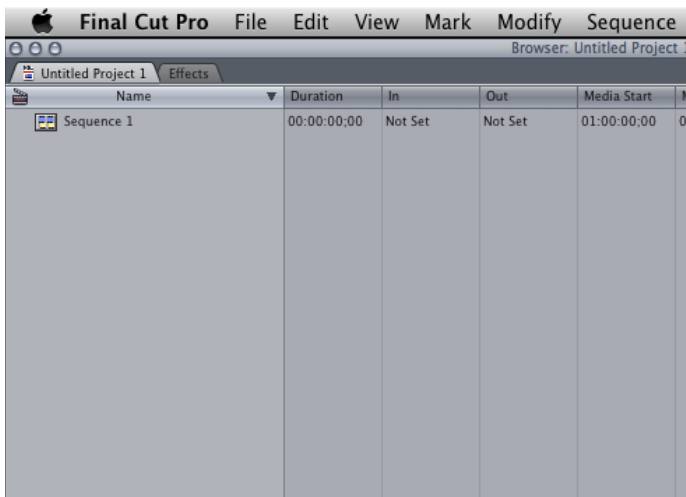 Final Cut Pro File Edit View Mark Modify Sequence
Browser: Untitled Project
Untitled Project 1 Effects
Name Duration In Out Media Start
Sequence 1 00:00:00;00 Not Set Not Set 01:00:00;00